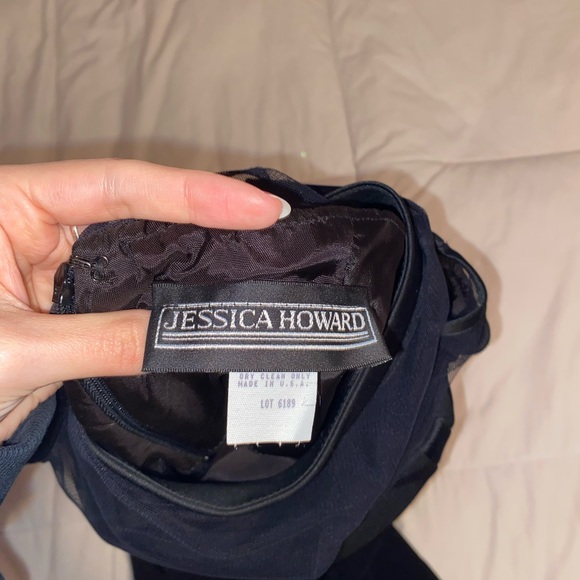 JESSICA HOWARD
DRY CLEAN ONLY
MADE IN U.S.A.
LOT 6189